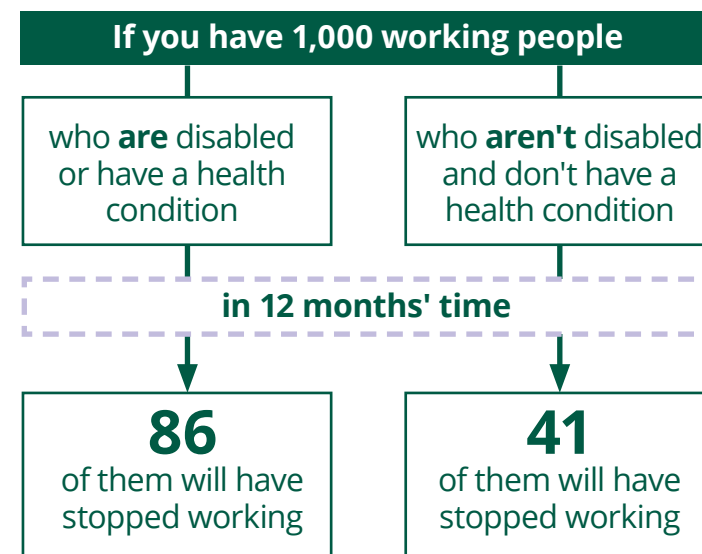 If you have 1,000 working people
who are disabled
or have a health
condition
who aren't disabled
and don't have a
health condition
in 12 months' time
86
of them will have
stopped working
41
of them will have
stopped working